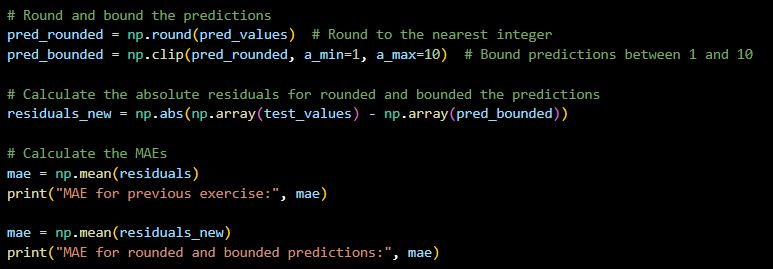 # Round and bound the predictions
pred_rounded = np.round(pred_values)  # Round to the nearest integer
pred_bounded = np.clip(pred_rounded, a_min=1, a_max=10)  # Bound predictions between 1 and 10
# Calculate the absolute residuals for rounded and bounded the predictions
residuals_new = np.abs(np.array(test_values) - np.array(pred_bounded))
# Calculate the MAEs
mae = np.mean(residuals)
print("MAE for previous exercise:", mae)
mae = np.mean(residuals_new)
print("MAE for rounded and bounded predictions:", mae)